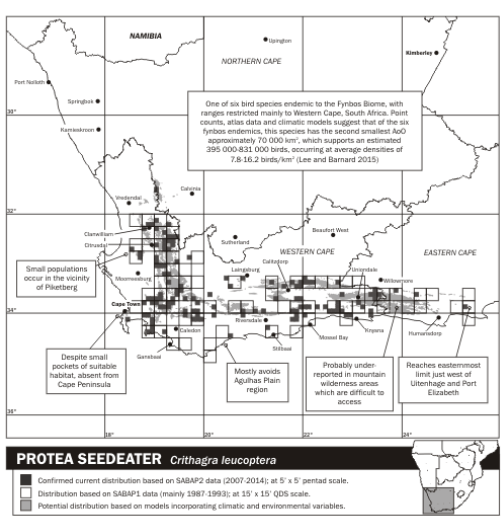 NAMIBIA
Upington
Kimberley
NORTHERN CAPE
Port Nolloth
Springbok
30°
Kamieskroon
One of six bird species endemic to the Fynbos Biome, with
ranges restricted mainly to Western Cape, South Africa. Point
counts, atlas data and climatic models suggest that of the six
fynbos endemics, this species has the second smallest AoO
approximately 70 000 km², which supports an estimated
395 000-831 000 birds, occurring at average densities of
7.8-16.2 birds/km² (Lee and Barnard 2015)
Vredendal
Calvinia
32°
Clanwilliam
Citrusdal
Sutherland
Beaufort West
WESTERN CAPE
EASTERN CAPE
Small populations
occur in the vicinity
of Piketberg
Moorreesburg
Laingsburg
Calitzdorp
Uniondale
Willowmore
34°
Cape Town
Caledon
Riversdale
Mossel Bay
Knysna
Humansdorp
Gansbaai
Stilbaai
Despite small
pockets of suitable
habitat, absent from
Cape Peninsula
Mostly avoids
Agulhas Plain
region
Probably under-
reported in mountain
wilderness areas
which are difficult to
access
Reaches easternmost
limit just west of
Uitenhage and Port
Elizabeth
36°
18°
20°
22°
24°
PROTEA SEEDEATER Crithagra leucoptera
Confirmed current distribution based on SABAP2 data (2007-2014); at 5' x 5' pentad scale.
Distribution based on SABAP1 data (mainly 1987-1993); at 15' x 15' QDS scale.
Potential distribution based on models incorporating climatic and environmental variables.